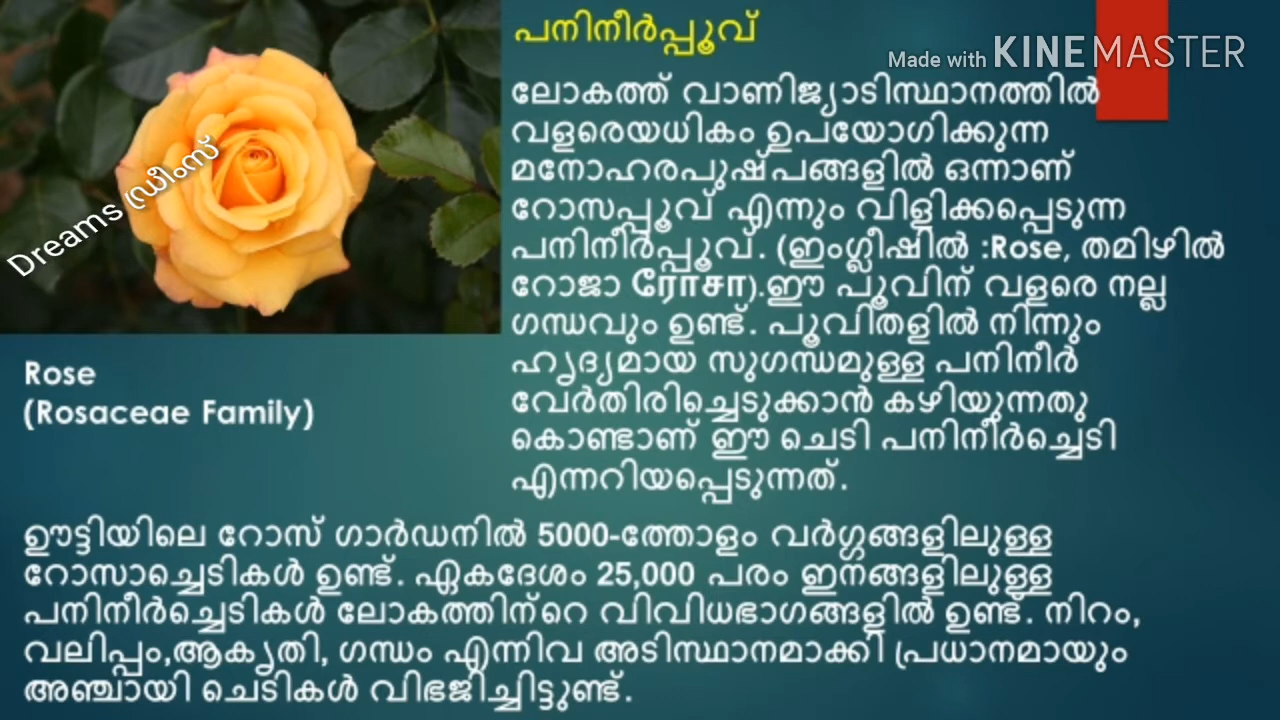 പനിനീർപ്പൂവ്
Made with KINEMASTER
ലോകത്ത് വാണിജ്യാടിസ്ഥാനത്തിൽ
വളരെയധികം ഉപയോഗിക്കുന്ന
മനോഹരപുഷ്പങ്ങളിൽ ഒന്നാണ്
റോസപ്പൂവ് എന്നും വിളിക്കപ്പെടുന്ന
പനിനീർപ്പൂവ്. (ഇംഗ്ലീഷിൽ :Rose, തമിഴിൽ
റോജാ ரோசா).ഈ പൂവിന് വളരെ നല്ല
ഗന്ധവും ഉണ്ട്. പൂവിതളിൽ നിന്നും
ഹൃദ്യമായ സുഗന്ധമുള്ള പനിനീർ
വേർതിരിച്ചെടുക്കാൻ കഴിയുന്നതു
കൊണ്ടാണ് ഈ ചെടി പനിനീർച്ചെടി
എന്നറിയപ്പെടുന്നത്.
Dreams ഡ്രീംസ്
Rose
(Rosaceae Family)
ഊട്ടിയിലെ റോസ് ഗാർഡനിൽ 5000-ത്തോളം വർഗ്ഗങ്ങളിലുള്ള
റോസാച്ചെടികൾ ഉണ്ട്. ഏകദേശം 25,000 പരം ഇനങ്ങളിലുള്ള
പനിനീർച്ചെടികൾ ലോകത്തിന്റെ വിവിധഭാഗങ്ങളിൽ ഉണ്ട്. നിറം,
വലിപ്പം,ആകൃതി, ഗന്ധം എന്നിവ അടിസ്ഥാനമാക്കി പ്രധാനമായും
അഞ്ചായി ചെടികൾ വിഭജിച്ചിട്ടുണ്ട്.